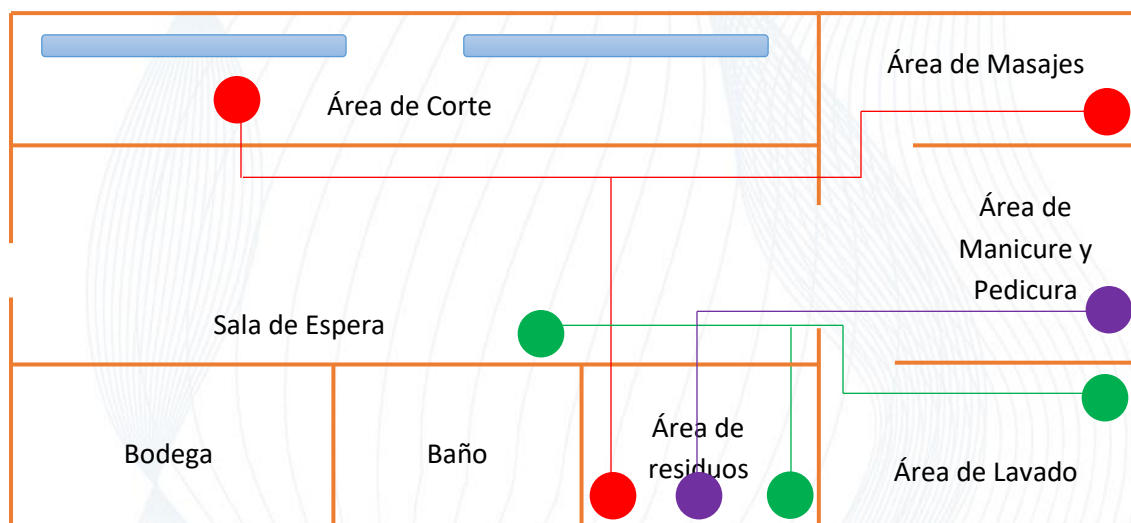 Área de Masajes
Área de Corte
Área de
Manicure y
Pedicura
Sala de Espera
Bodega
Baño
Área de
residuos
Área de Lavado